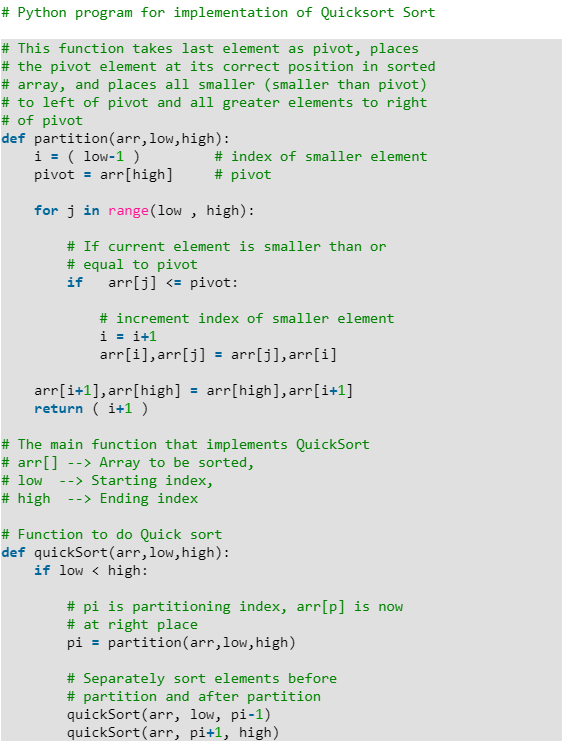 # Python program for implementation of Quicksort Sort
# This function takes last element as pivot, places
# the pivot element at its correct position in sorted
# array, and places all smaller (smaller than pivot)
# to left of pivot and all greater elements to right
# of pivot
def partition(arr,low,high):
    i = ( low-1 )         # index of smaller element
    pivot = arr[high]     # pivot
    for j in range(low , high):
        # If current element is smaller than or
        # equal to pivot
        if   arr[j] <= pivot:
            # increment index of smaller element
            i = i+1
            arr[i],arr[j] = arr[j],arr[i]
    arr[i+1],arr[high] = arr[high],arr[i+1]
    return ( i+1 )
# The main function that implements QuickSort
# arr[] --> Array to be sorted,
# low  --> Starting index,
# high  --> Ending index
# Function to do Quick sort
def quickSort(arr,low,high):
    if low < high:
        # pi is partitioning index, arr[p] is now
        # at right place
        pi = partition(arr,low,high)
        # Separately sort elements before
        # partition and after partition
        quickSort(arr, low, pi-1)
        quickSort(arr, pi+1, high)